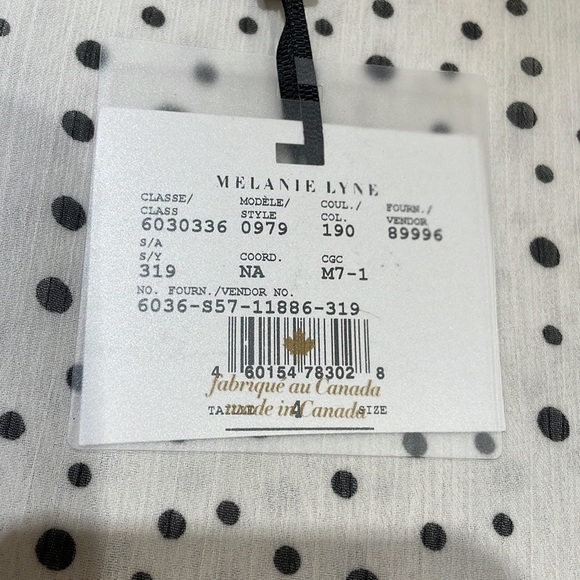 MELANIE LYNE
CLASSE/ MODÈLE/ COUL./ FOURN./
CLASS STYLE COL. VENDOR
6030336 0979 190 89996
S/A
S/Y COORD. CGC
319 NA M7-1
NO. FOURN./VENDOR NO.
6036-S57-11886-319
4 60154 78302 8
fabriqué au Canada
made in Canada
TAILLE 4 SIZE